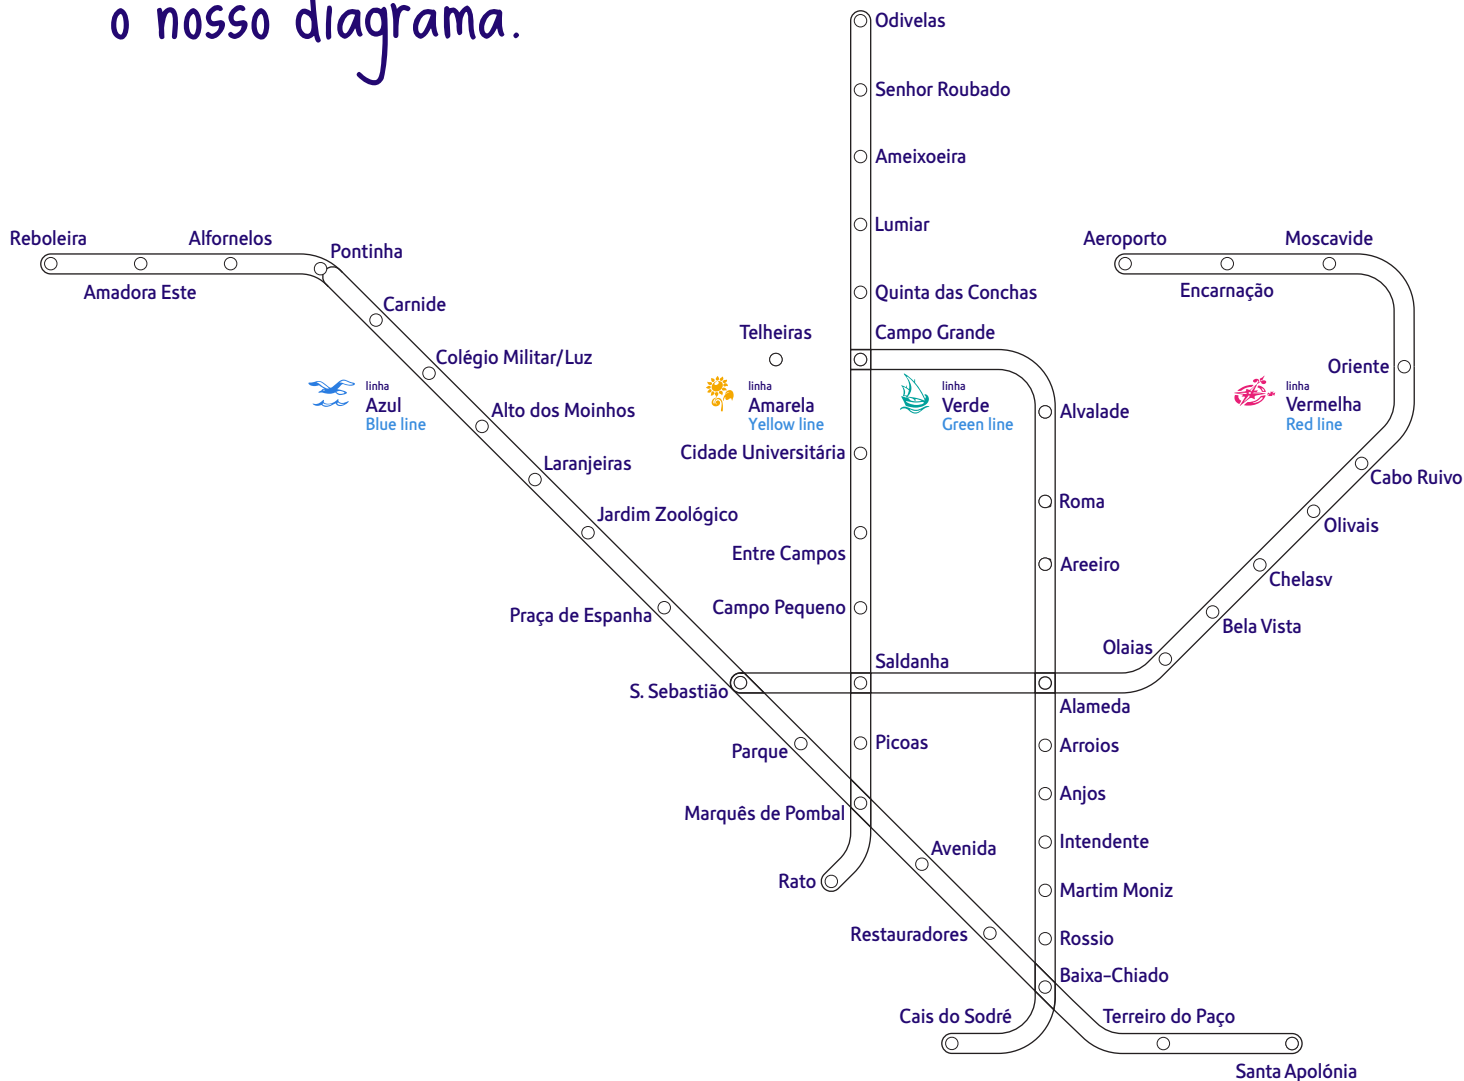 o nosso diagrama.
Odivelas
Senhor Roubado
Ameixoeira
Lumiar
Reboleira
Alfornelos
Pontinha
Aeroporto
Moscavide
Amadora Este
Carnide
Quinta das Conchas
Encarnação
Telheiras
Campo Grande
Colégio Militar/Luz
Oriente
linha
Azul
Blue line
linha
Amarela
Yellow line
linha
Verde
Green line
linha
Vermelha
Red line
Alto dos Moinhos
Alvalade
Cidade Universitária
Laranjeiras
Cabo Ruivo
Roma
Jardim Zoológico
Olivais
Entre Campos
Areeiro
Chelasv
Praça de Espanha
Campo Pequeno
Bela Vista
Olaias
Saldanha
S. Sebastião
Alameda
Parque
Picoas
Arroios
Anjos
Marquês de Pombal
Intendente
Avenida
Rato
Martim Moniz
Restauradores
Rossio
Baixa-Chiado
Cais do Sodré
Terreiro do Paço
Santa Apolónia